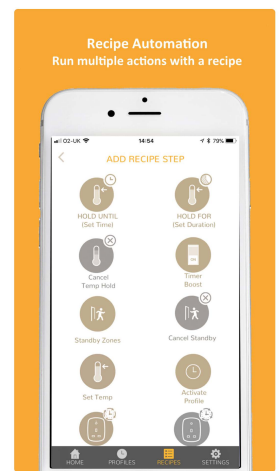 Recipe Automation
Run multiple actions with a recipe
O2-UK 14:54 79%
ADD RECIPE STEP
HOLD UNTIL
(Set Time)
HOLD FOR
(Set Duration)
Cancel
Temp Hold
Timer
Boost
Standby Zones
Cancel Standby
Set Temp
Activate
Profile
HOME PROFILES RECIPES SETTINGS